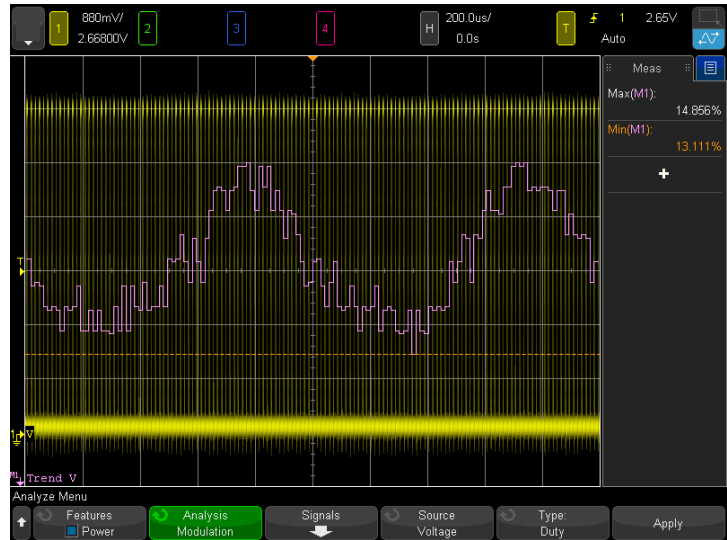 1 880mV/ 2.66800V 2 3 4 H 200.0us/ 0.0s T 1 2.65V Auto
Meas
Max(M1):
14.856%
Min(M1):
13.111%
T
1 V
M1 Trend V
Analyze Menu
Features Power
Analysis Modulation
Signals
Source Voltage
Type: Duty
Apply